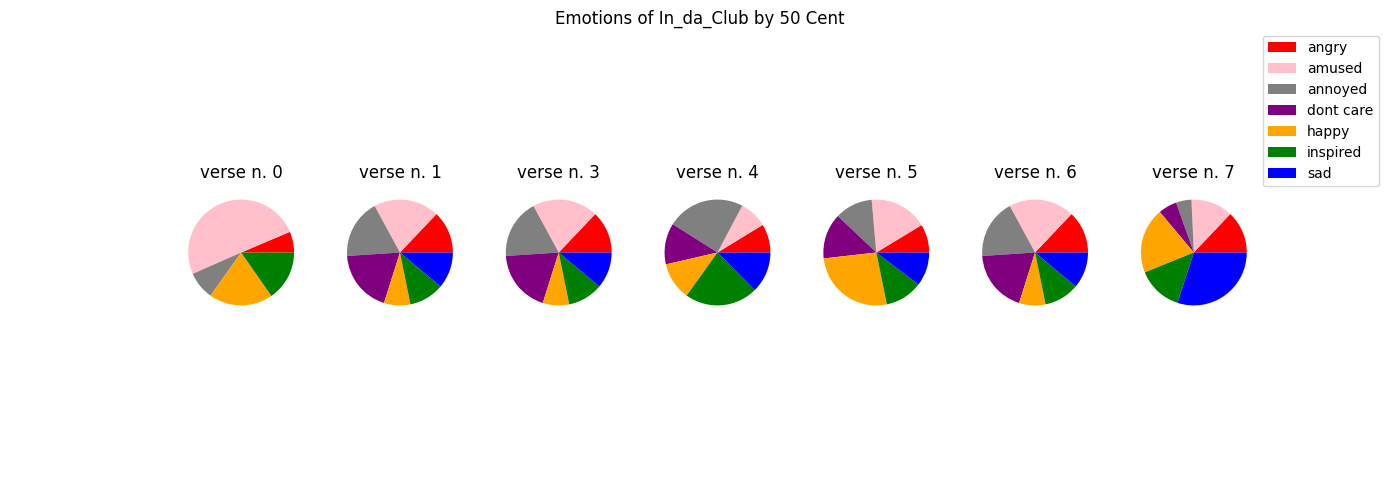 Emotions of In_da_Club by 50 Cent
angry
amused
annoyed
dont care
happy
inspired
sad
verse n. 0
verse n. 1
verse n. 3
verse n. 4
verse n. 5
verse n. 6
verse n. 7